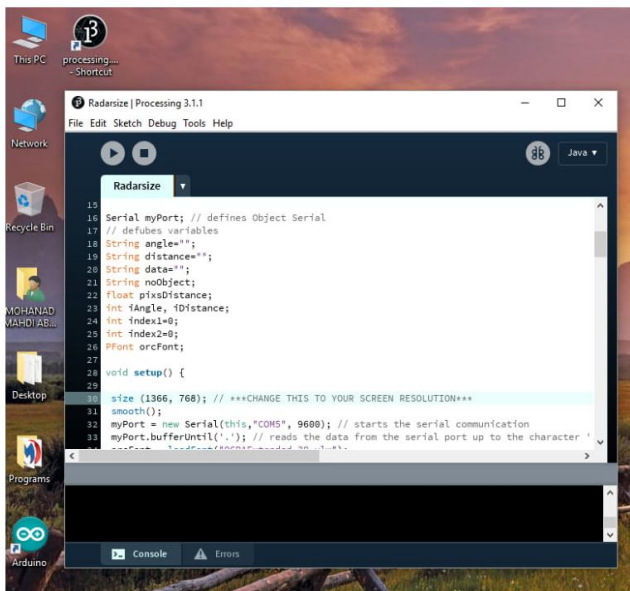 This PC
processing....
- Shortcut
Network
Recycle Bin
MOHANAD
MAHDI AB...
Desktop
Programs
Arduino
Radarsize | Processing 3.1.1
File Edit Sketch Debug Tools Help
Java ▼
Radarsize ▼
15
16 Serial myPort; // defines Object Serial
17 // defubes variables
18 String angle="";
19 String distance="";
20 String data="";
21 String noObject;
22 float pixsDistance;
23 int iAngle, iDistance;
24 int index1=0;
25 int index2=0;
26 PFont orcFont;
27
28 void setup() {
29
30 size (1366, 768); // ***CHANGE THIS TO YOUR SCREEN RESOLUTION***
31 smooth();
32 myPort = new Serial(this,"COM5", 9600); // starts the serial communication
33 myPort.bufferUntil('.'); // reads the data from the serial port up to the character '
Console
Errors